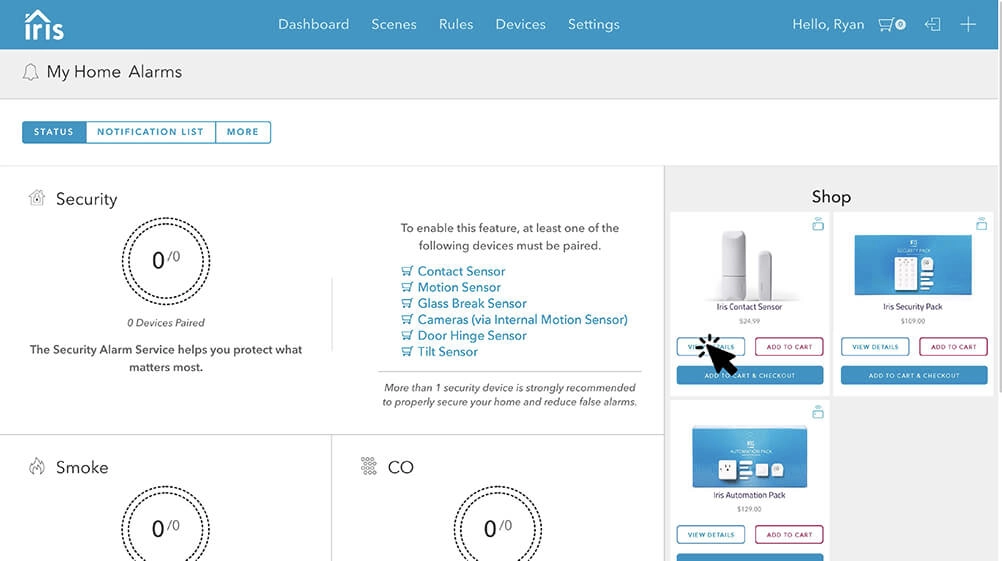 iris
Dashboard
Scenes
Rules
Devices
Settings
Hello, Ryan
0
My Home Alarms
STATUS
NOTIFICATION LIST
MORE
Security
0/0
0 Devices Paired
The Security Alarm Service helps you protect what
matters most.
To enable this feature, at least one of the
following devices must be paired.
Contact Sensor
Motion Sensor
Glass Break Sensor
Cameras (via Internal Motion Sensor)
Door Hinge Sensor
Tilt Sensor
More than 1 security device is strongly recommended
to properly secure your home and reduce false alarms.
Smoke
0/0
CO
0/0
Shop
Iris Contact Sensor
$24.99
VIEW DETAILS
ADD TO CART
ADD TO CART & CHECKOUT
SECURITY PACK
Iris Security Pack
$109.00
VIEW DETAILS
ADD TO CART
ADD TO CART & CHECKOUT
AUTOMATION PACK
Iris Automation Pack
$129.00
VIEW DETAILS
ADD TO CART